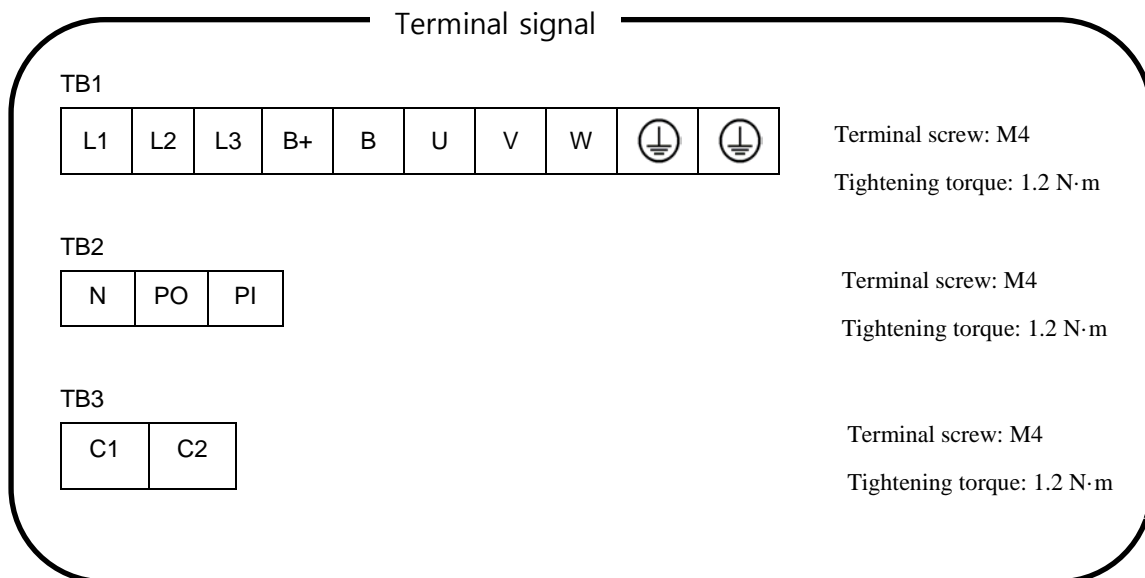 Terminal signal
TB1
L1 L2 L3 B+ B U V W
Terminal screw: M4
Tightening torque: 1.2 N·m
TB2
N PO PI
Terminal screw: M4
Tightening torque: 1.2 N·m
TB3
C1 C2
Terminal screw: M4
Tightening torque: 1.2 N·m